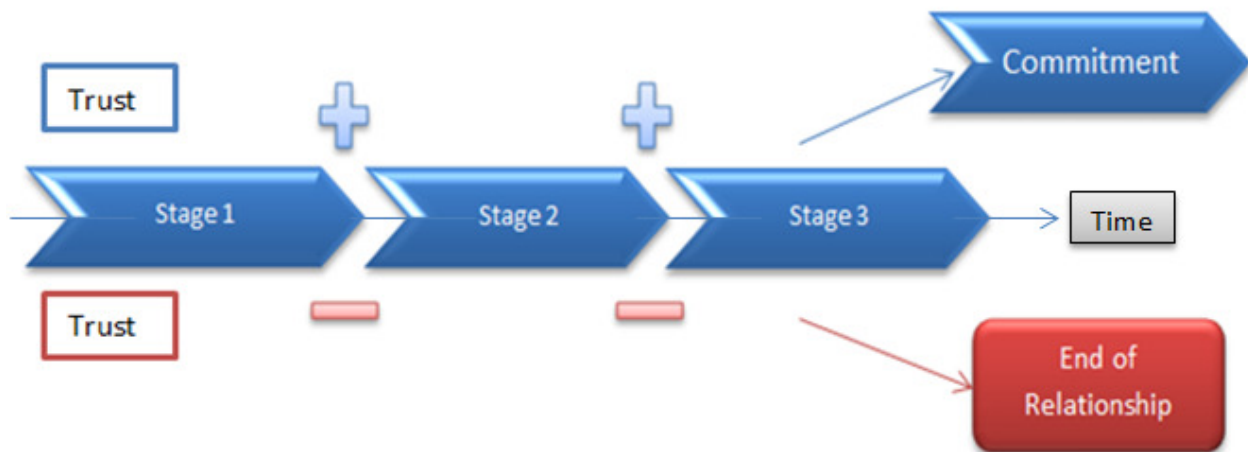 Commitment
Trust
Stage 1
Stage 2
Stage 3
Time
Trust
End of
Relationship